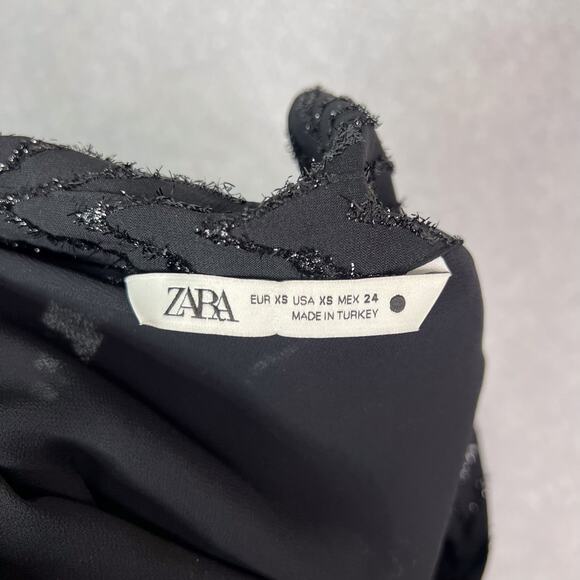 ZARA
EUR XS USA XS MEX 24
MADE IN TURKEY